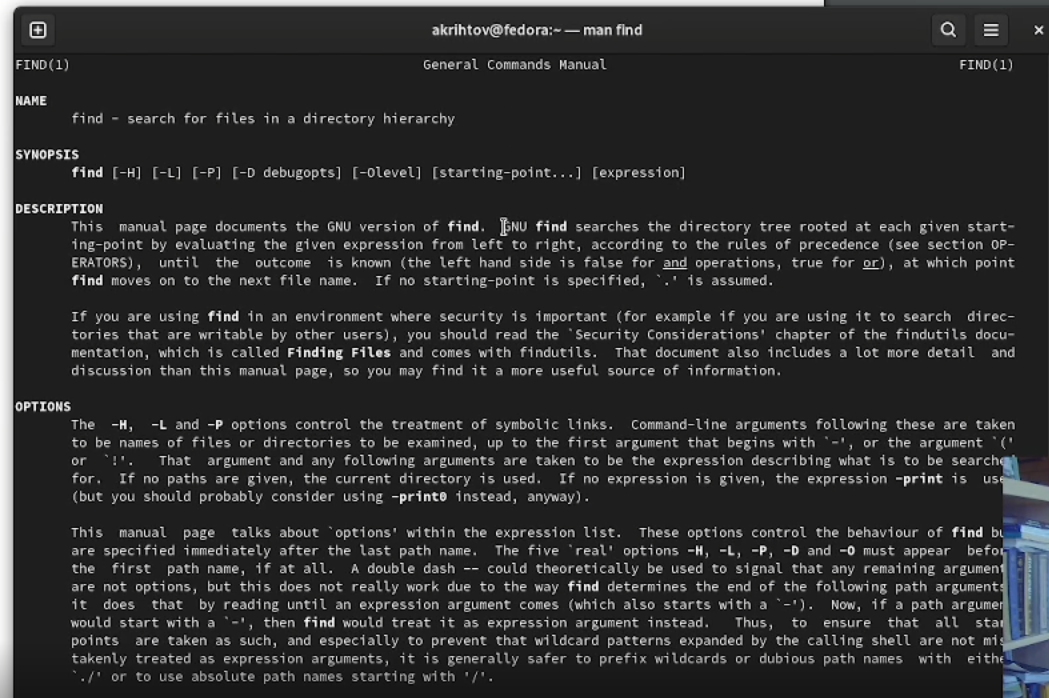 akrihtov@fedora:~ — man find
FIND(1) General Commands Manual FIND(1)
NAME
find - search for files in a directory hierarchy
SYNOPSIS
find [-H] [-L] [-P] [-D debugopts] [-Olevel] [starting-point...] [expression]
DESCRIPTION
This manual page documents the GNU version of find. GNU find searches the directory tree rooted at each given start-
ing-point by evaluating the given expression from left to right, according to the rules of precedence (see section OP-
ERATORS), until the outcome is known (the left hand side is false for and operations, true for or), at which point
find moves on to the next file name. If no starting-point is specified, `.' is assumed.
If you are using find in an environment where security is important (for example if you are using it to search direc-
tories that are writable by other users), you should read the `Security Considerations' chapter of the findutils docu-
mentation, which is called Finding Files and comes with findutils. That document also includes a lot more detail and
discussion than this manual page, so you may find it a more useful source of information.
OPTIONS
The -H, -L and -P options control the treatment of symbolic links. Command-line arguments following these are taken
to be names of files or directories to be examined, up to the first argument that begins with `-', or the argument `('
or `!'. That argument and any following arguments are taken to be the expression describing what is to be searche
for. If no paths are given, the current directory is used. If no expression is given, the expression -print is use
(but you should probably consider using -print0 instead, anyway).
This manual page talks about `options' within the expression list. These options control the behaviour of find bu
are specified immediately after the last path name. The five `real' options -H, -L, -P, -D and -O must appear befor
the first path name, if at all. A double dash -- could theoretically be used to signal that any remaining argument
are not options, but this does not really work due to the way find determines the end of the following path arguments
it does that by reading until an expression argument comes (which also starts with a `-'). Now, if a path argumen
would start with a `-', then find would treat it as expression argument instead. Thus, to ensure that all star
points are taken as such, and especially to prevent that wildcard patterns expanded by the calling shell are not mis
takenly treated as expression arguments, it is generally safer to prefix wildcards or dubious path names with eithe
`./' or to use absolute path names starting with '/'.